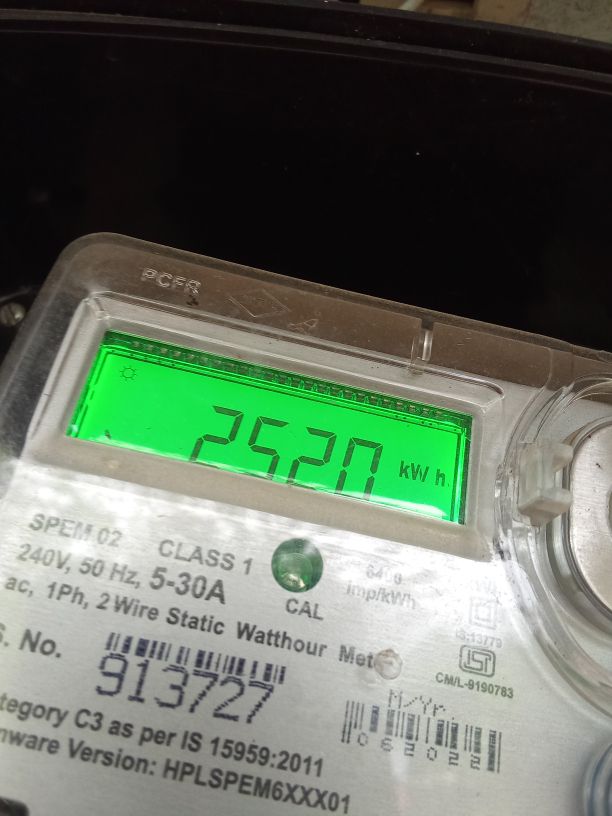 PCFR
2520 kWh
SPEM 02 CLASS 1
240V, 50 Hz, 5-30A
imp/kWh
ac, 1Ph, 2 Wire Static Watthour Met
CAL
IS:13779
S. No.
913727
CM/L-9190783
M/Yr.
062022
tegory C3 as per IS 15959:2011
mware Version: HPLSPEM6XXX01